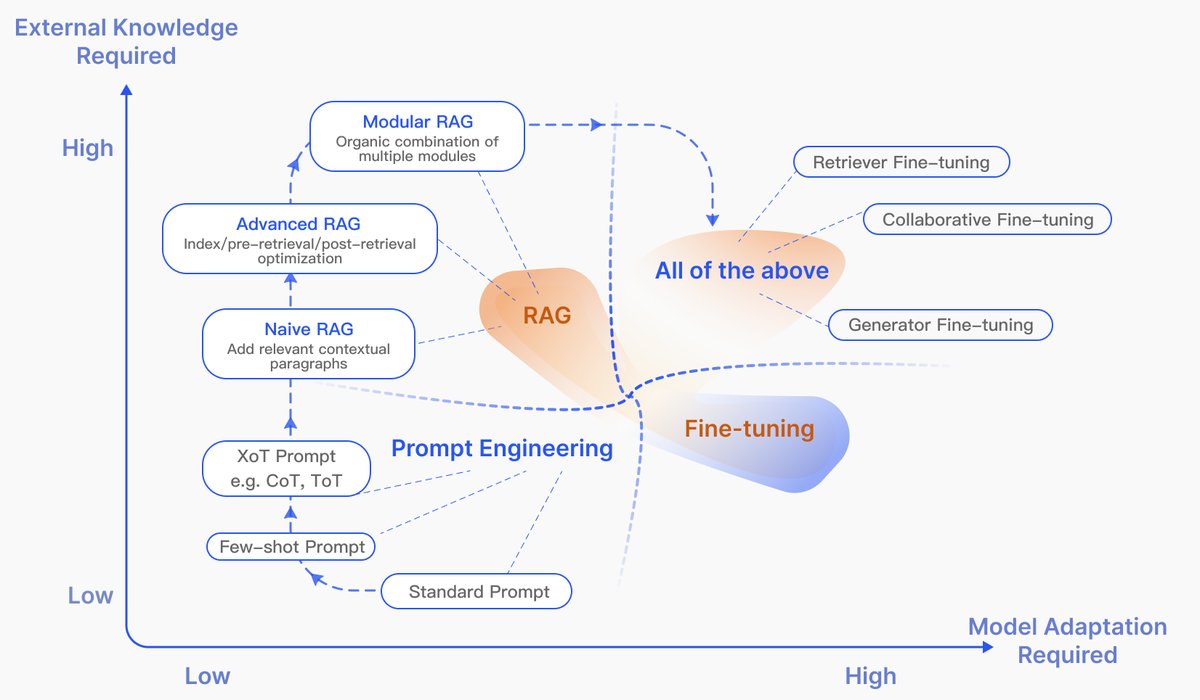 External Knowledge
Required
High
Modular RAG
Organic combination of
multiple modules
Retriever Fine-tuning
Advanced RAG
Index/pre-retrieval/post-retrieval
optimization
Collaborative Fine-tuning
All of the above
RAG
Naive RAG
Add relevant contextual
paragraphs
Generator Fine-tuning
Fine-tuning
Prompt Engineering
XoT Prompt
e.g. CoT, ToT
Few-shot Prompt
Standard Prompt
Low
Model Adaptation
Required
Low
High